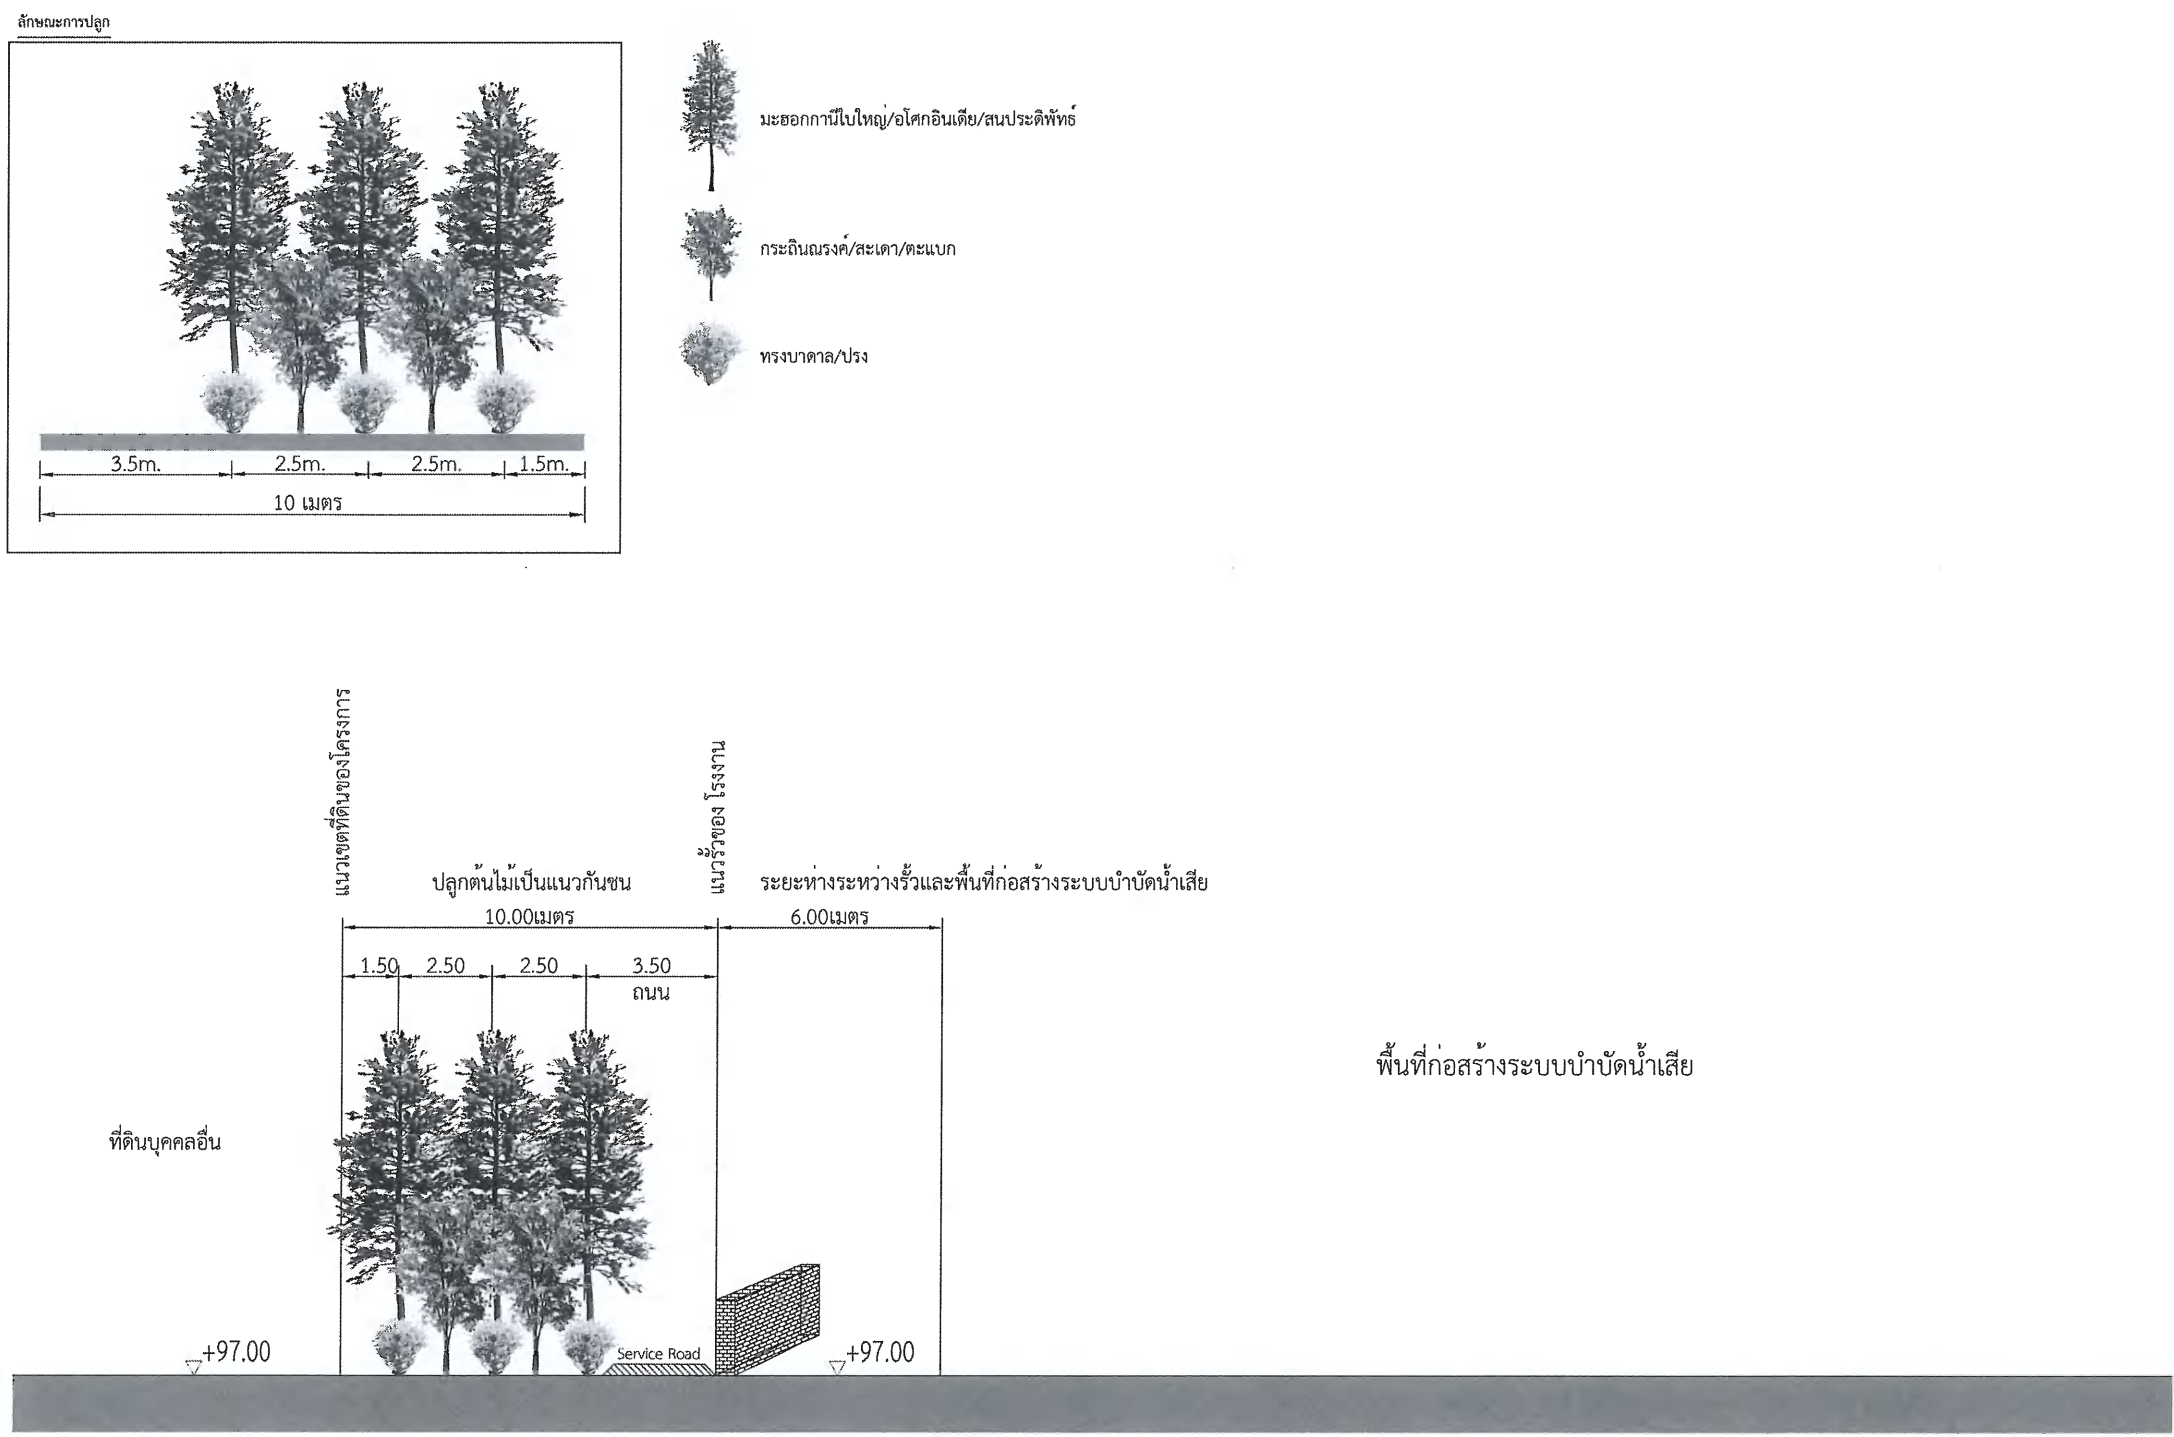 ลักษณะการปลูก
มะฮอกกานีใบใหญ่/อโศกอินเดีย/สนประดิพัทธ์
กระถินณรงค์/สะเดา/ตะแบก
ทรงบาดาล/ปรง
3.5m. 2.5m. 2.5m. 1.5m.
10 เมตร
แนวเขตที่ดินของโครงการ
แนวรั้วของ โรงงาน
ปลูกต้นไม้เป็นแนวกันชน
ระยะห่างระหว่างรั้วและพื้นที่ก่อสร้างระบบบำบัดน้ำเสีย
10.00เมตร 6.00เมตร
1.50 2.50 2.50 3.50
ถนน
พื้นที่ก่อสร้างระบบบำบัดน้ำเสีย
ที่ดินบุคคลอื่น
Service Road
+97.00 +97.00